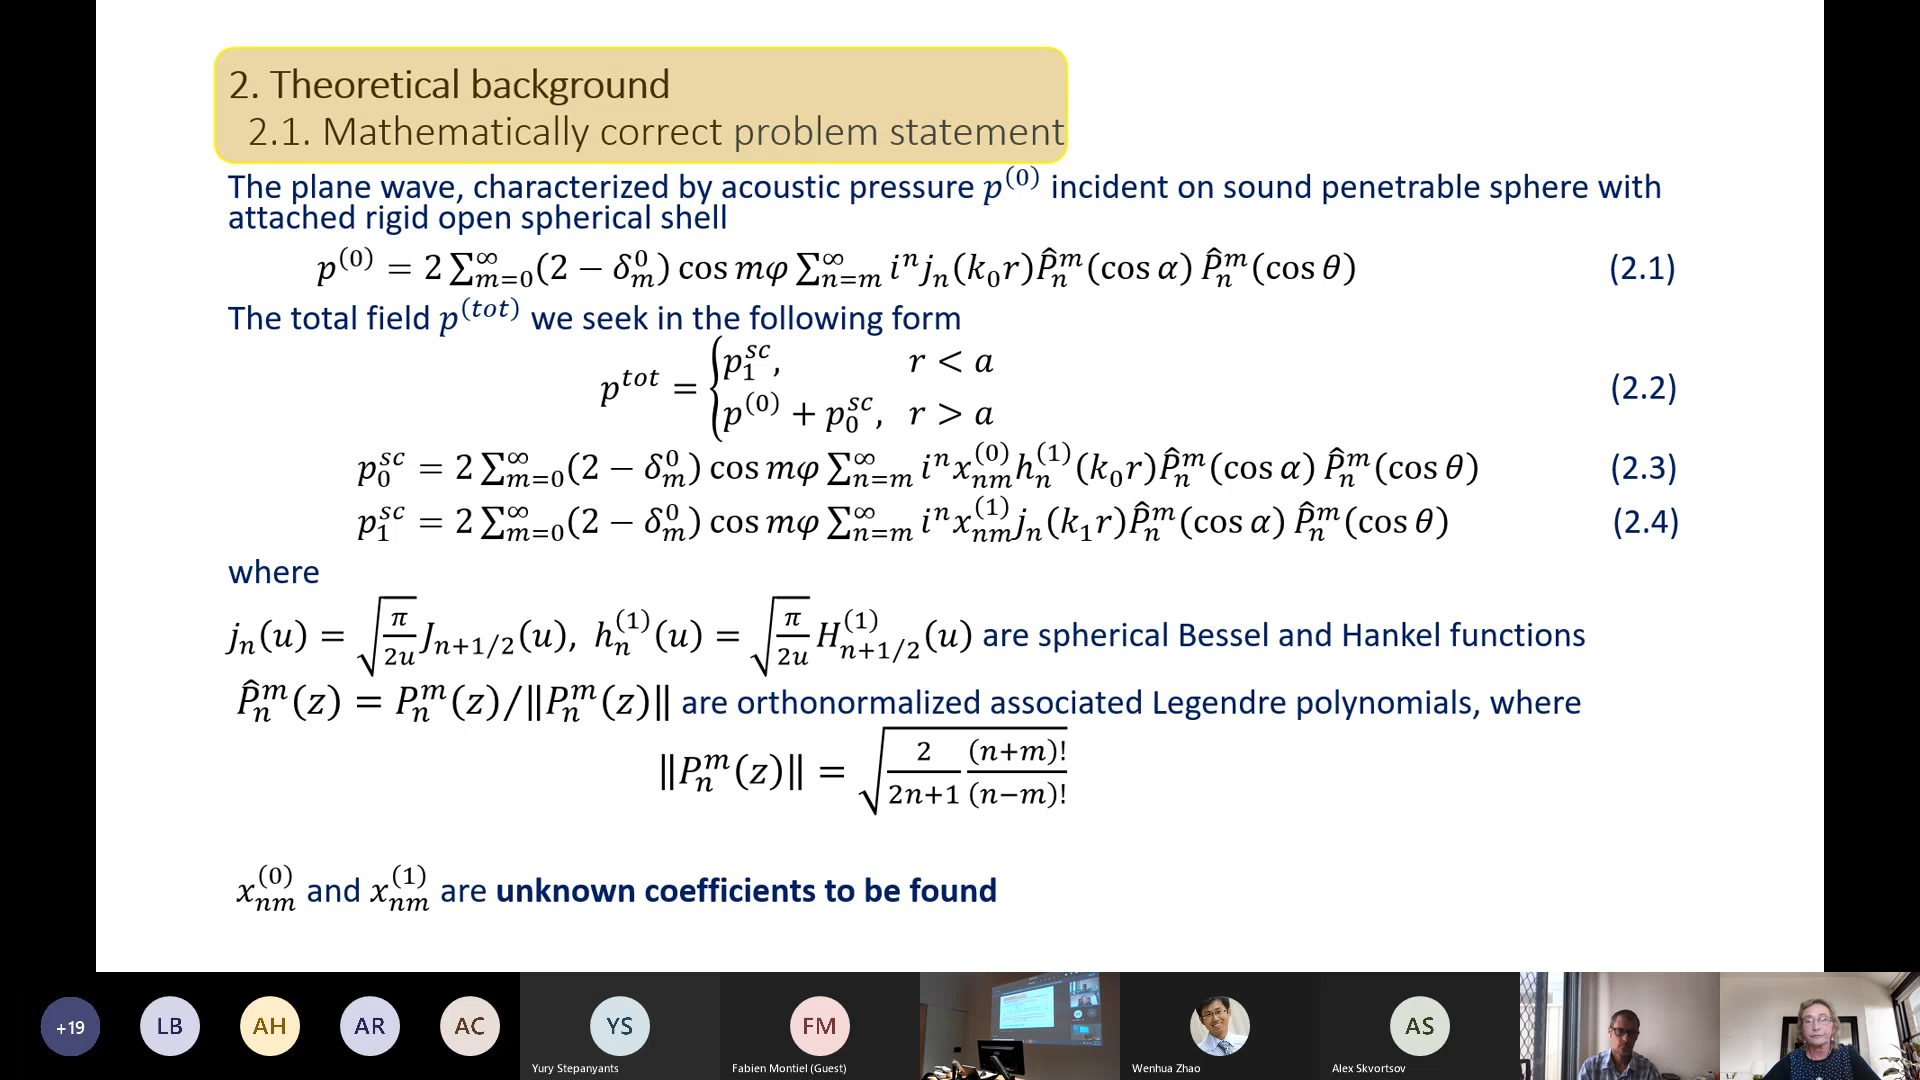 2. Theoretical background
2.1. Mathematically correct problem statement
The plane wave, characterized by acoustic pressure p^(0) incident on sound penetrable sphere with
attached rigid open spherical shell
p^(0) = 2 ∑_{m=0}^{∞}(2 − δ_m^0) cos mφ ∑_{n=m}^{∞} i^n j_n(k_0 r)P̂_n^m(cos α) P̂_n^m(cos θ) (2.1)
The total field p^(tot) we seek in the following form
p^tot = { p_1^sc, r < a
p^(0) + p_0^sc, r > a (2.2)
p_0^sc = 2 ∑_{m=0}^{∞}(2 − δ_m^0) cos mφ ∑_{n=m}^{∞} i^n x_nm^(0) h_n^(1)(k_0 r)P̂_n^m(cos α) P̂_n^m(cos θ) (2.3)
p_1^sc = 2 ∑_{m=0}^{∞}(2 − δ_m^0) cos mφ ∑_{n=m}^{∞} i^n x_nm^(1) j_n(k_1 r)P̂_n^m(cos α) P̂_n^m(cos θ) (2.4)
where
j_n(u) = √(π/2u) J_{n+1/2}(u), h_n^(1)(u) = √(π/2u) H_{n+1/2}^(1)(u) are spherical Bessel and Hankel functions
P̂_n^m(z) = P_n^m(z)/‖P_n^m(z)‖ are orthonormalized associated Legendre polynomials, where
‖P_n^m(z)‖ = √(2/(2n+1) (n+m)!/(n−m)!)
x_nm^(0) and x_nm^(1) are unknown coefficients to be found
+19 LB AH AR AC YS FM AS
Yury Stepanyants Fabien Montiel (Guest) Wenhua Zhao Alex Skvortsov